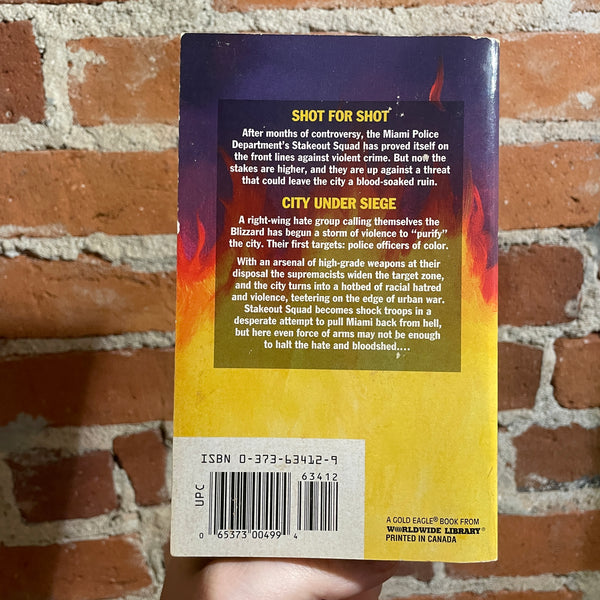 SHOT FOR SHOT
After months of controversy, the Miami Police
Department's Stakeout Squad has proved itself on
the front lines against violent crime. But now the
stakes are higher, and they are up against a threat
that could leave the city a blood-soaked ruin.
CITY UNDER SIEGE
A right-wing hate group calling themselves the
Blizzard has begun a storm of violence to "purify"
the city. Their first targets: police officers of color.
With an arsenal of high-grade weapons at their
disposal the supremacists widen the target zone,
and the city turns into a hotbed of racial hatred
and violence, teetering on the edge of urban war.
Stakeout Squad becomes shock troops in a
desperate attempt to pull Miami back from hell,
but here even force of arms may not be enough
to halt the hate and bloodshed....
ISBN 0-373-63412-9
63412
UPC
0 65373 00499 4
A GOLD EAGLE® BOOK FROM
WORLDWIDE LIBRARY®
PRINTED IN CANADA